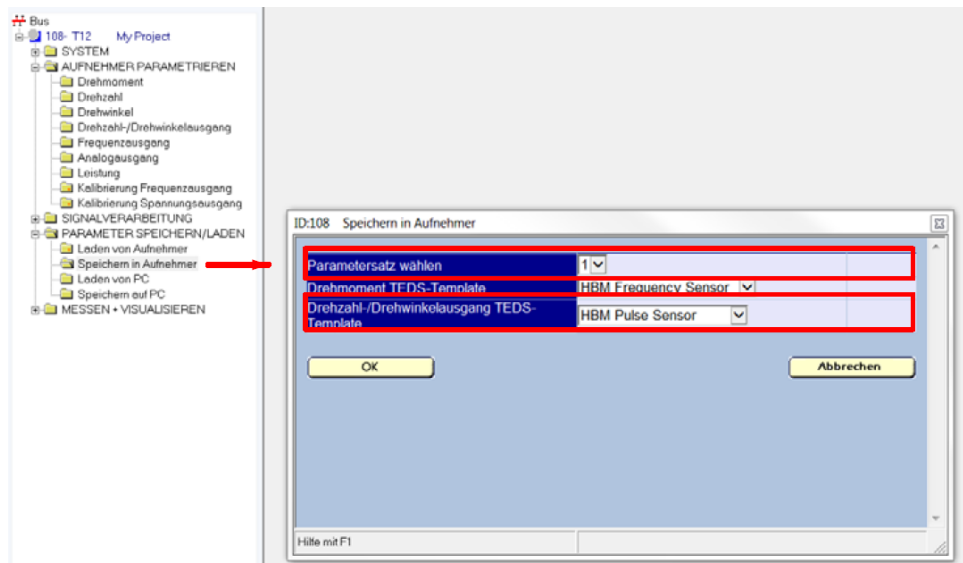 Bus
108- T12 My Project
SYSTEM
AUFNEHMER PARAMETRIEREN
Drehmoment
Drehzahl
Drehwinkel
Drehzahl-/Drehwinkelausgang
Frequenzausgang
Analogausgang
Leistung
Kalibrierung Frequenzausgang
Kalibrierung Spannungsausgang
SIGNALVERARBEITUNG
PARAMETER SPEICHERN/LADEN
Laden von Aufnehmer
Speichern in Aufnehmer
Laden von PC
Speichern auf PC
MESSEN + VISUALISIEREN
ID:108 Speichern in Aufnehmer
Parametersatz wählen 1
Drehmoment TEDS-Template HBM Frequency Sensor
Drehzahl-/Drehwinkelausgang TEDS-
Template HBM Pulse Sensor
OK Abbrechen
Hilfe mit F1